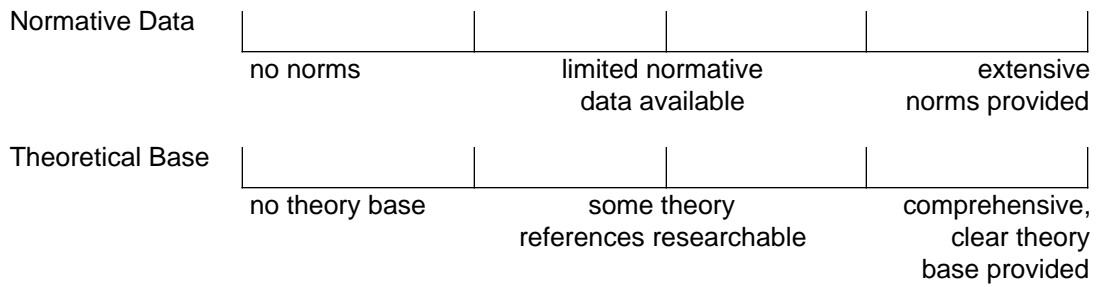 Normative Data
no norms limited normative extensive
data available norms provided
Theoretical Base
no theory base some theory comprehensive,
references researchable clear theory
base provided